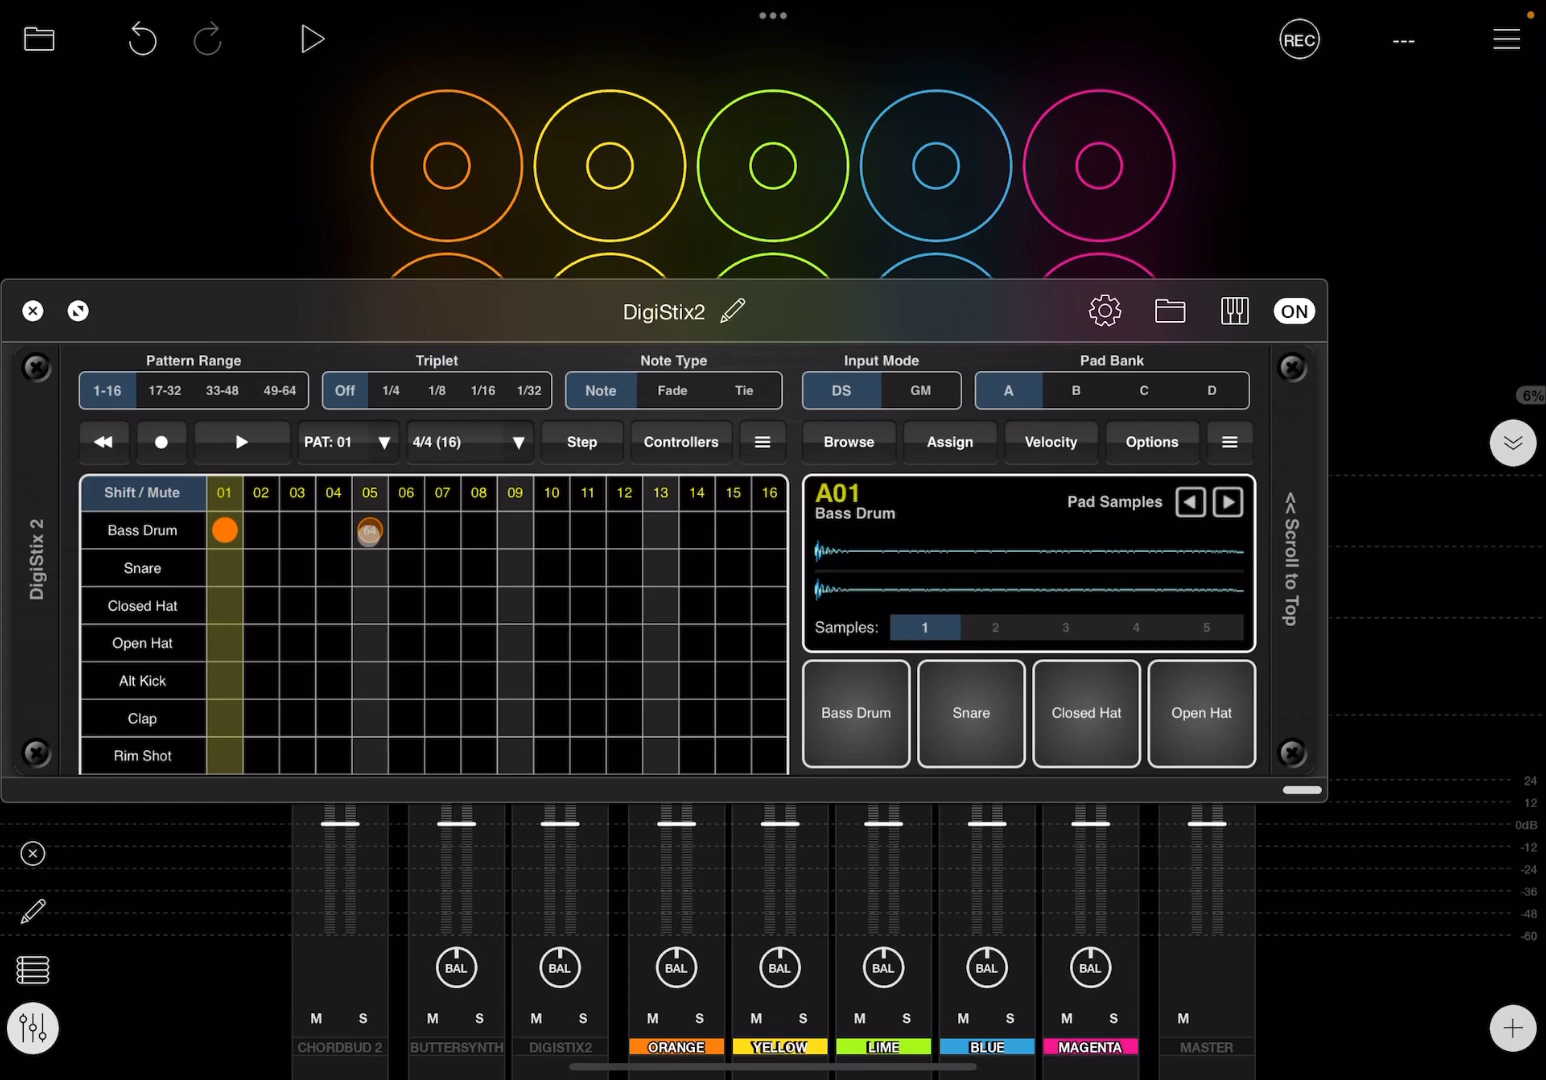 REC
---
DigiStix2
ON
Pattern Range
Triplet
Note Type
Input Mode
Pad Bank
1-16 17-32 33-48 49-64
Off 1/4 1/8 1/16 1/32
Note Fade Tie
DS GM
A B C D
6%
PAT: 01 ▼
4/4 (16) ▼
Step
Controllers
Browse
Assign
Velocity
Options
Shift / Mute 01 02 03 04 05 06 07 08 09 10 11 12 13 14 15 16
Bass Drum
64
Snare
Closed Hat
Open Hat
Alt Kick
Clap
Rim Shot
A01
Bass Drum
Pad Samples
Samples: 1 2 3 4 5
Bass Drum
Snare
Closed Hat
Open Hat
DigiStix 2
<< Scroll to Top
24
12
0dB
-12
-24
-36
-48
-60
BAL BAL BAL BAL BAL BAL BAL
M S M S M S M S M S M S M S M S M
CHORDBUD 2 BUTTERSYNTH DIGISTIX2 ORANGE YELLOW LIME BLUE MAGENTA MASTER